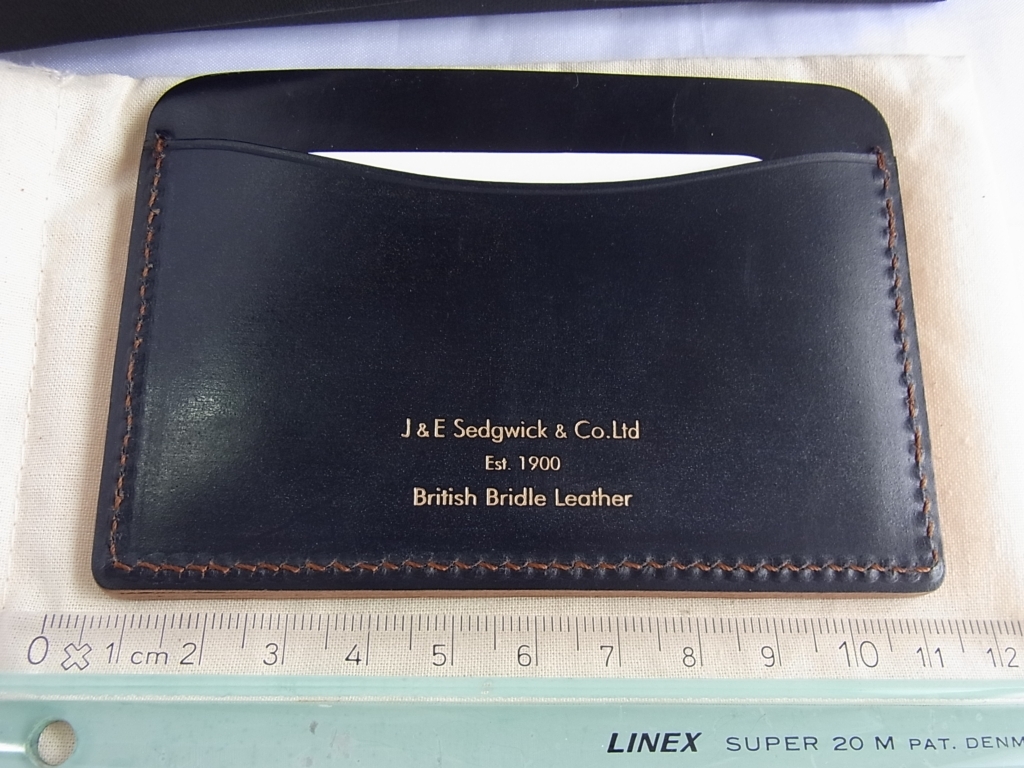 J & E Sedgwick & Co.Ltd
Est. 1900
British Bridle Leather
0 1 cm 2 3 4 5 6 7 8 9 10 11 12
LINEX SUPER 20 M PAT. DENM